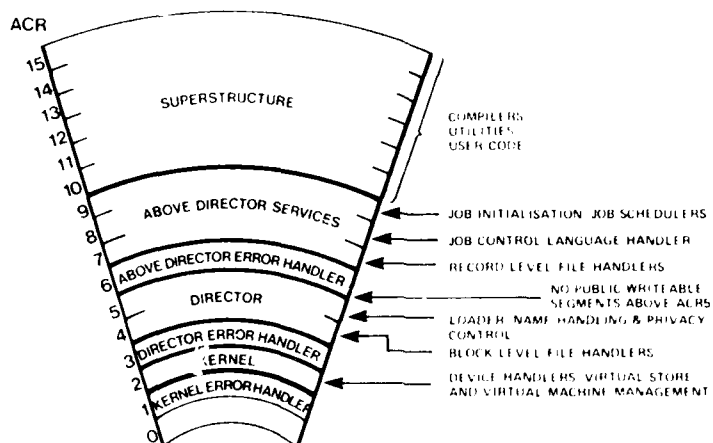 ACR
15
14
13
12
11
10
9
8
7
6
5
4
3
2
1
0
SUPERSTRUCTURE
ABOVE DIRECTOR SERVICES
ABOVE DIRECTOR ERROR HANDLER
DIRECTOR
DIRECTOR ERROR HANDLER
KERNEL
KERNEL ERROR HANDLER
COMPILERS
UTILITIES
USER CODE
JOB INITIALISATION JOB SCHEDULERS
JOB CONTROL LANGUAGE HANDLER
RECORD LEVEL FILE HANDLERS
NO PUBLIC WRITEABLE
SEGMENTS ABOVE ACR5
LOADER NAME HANDLING & PRIVACY
CONTROL
BLOCK LEVEL FILE HANDLERS
DEVICE HANDLERS VIRTUAL STORE
AND VIRTUAL MACHINE MANAGEMENT